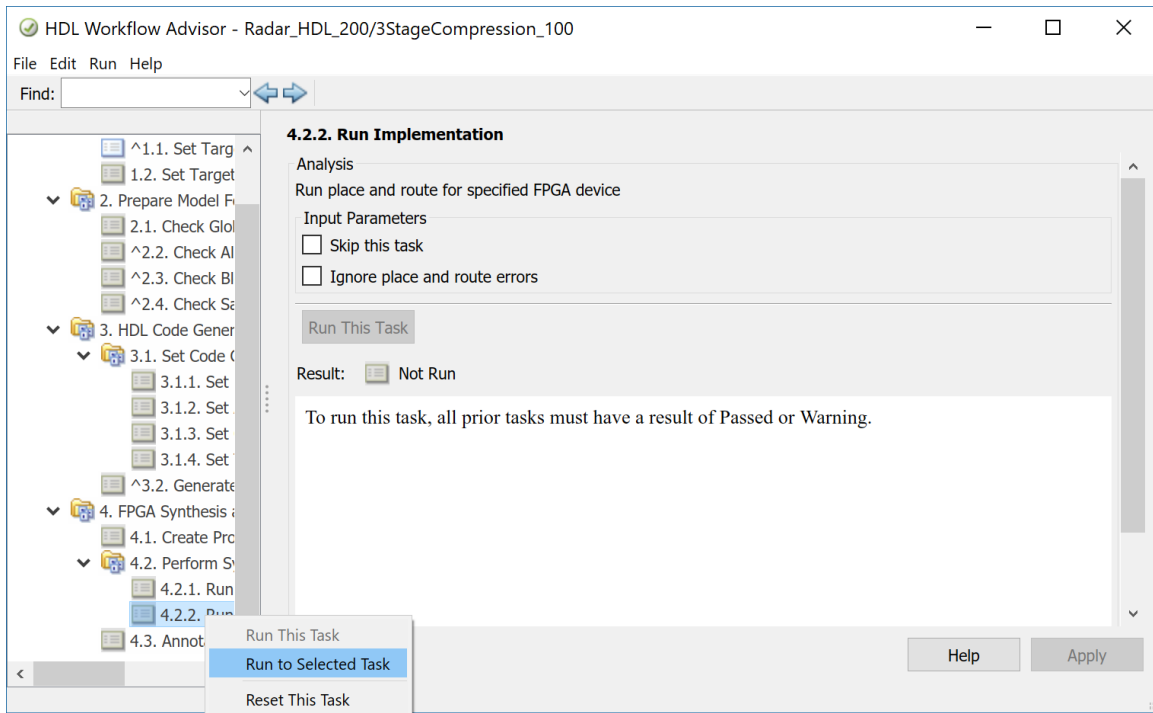 HDL Workflow Advisor - Radar_HDL_200/3StageCompression_100
File Edit Run Help
Find:
^1.1. Set Targ
1.2. Set Target
2. Prepare Model F
2.1. Check Glo
^2.2. Check Al
^2.3. Check Bl
^2.4. Check Sa
3. HDL Code Gener
3.1. Set Code
3.1.1. Set
3.1.2. Set
3.1.3. Set
3.1.4. Set
^3.2. Generate
4. FPGA Synthesis
4.1. Create Pro
4.2. Perform Sy
4.2.1. Run
4.2.2. Run
4.3. Annot
4.2.2. Run Implementation
Analysis
Run place and route for specified FPGA device
Input Parameters
Skip this task
Ignore place and route errors
Run This Task
Result: Not Run
To run this task, all prior tasks must have a result of Passed or Warning.
Run This Task
Run to Selected Task
Reset This Task
Help Apply